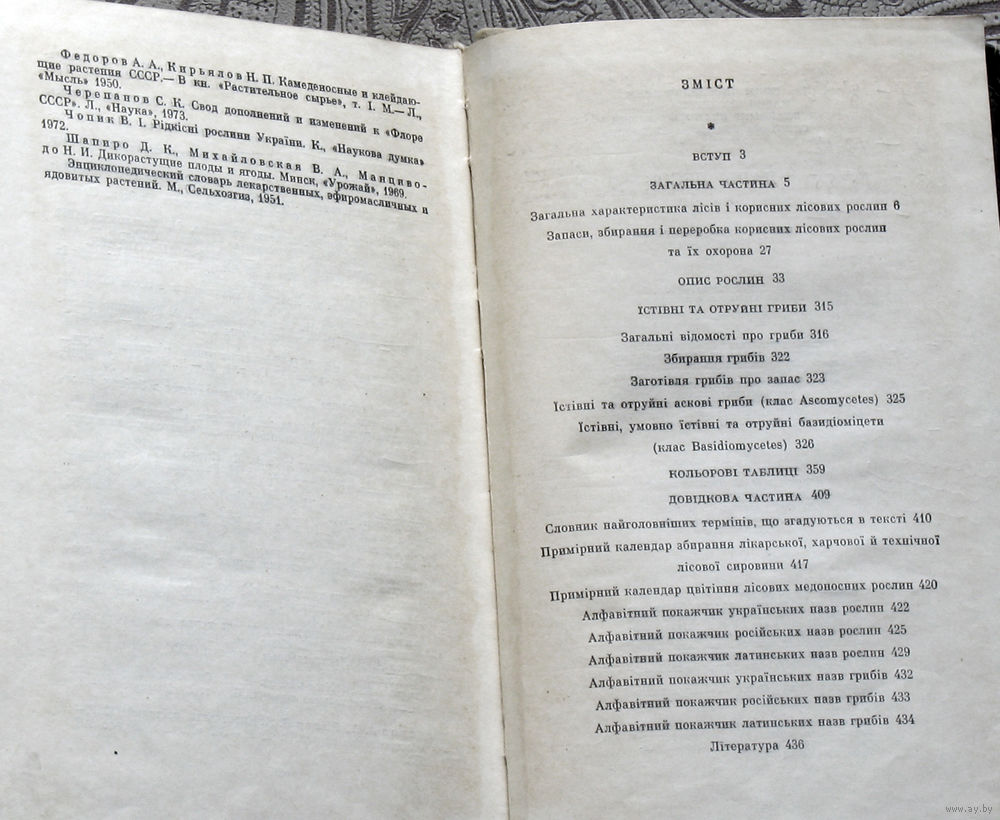 Федоров А. А., Кирьялов Н. П. Камеденосные и клейдаю-
щие растения СССР.— В кн. «Растительное сырье», т. I. М.— Л.,
«Мысль» 1950.
Черепанов С. К. Свод дополнений и изменений к «Флоре
СССР». Л., «Наука», 1973.
Чопик В. І. Рідкісні рослини України. К., «Наукова думка»
1972.
Шапиро Д. К., Михайловская В. А., Манциво-
до Н. И. Дикорастущие плоды и ягоды. Минск, «Урожай», 1969.
Энциклопедический словарь лекарственных, эфиромасличных и
ядовитых растений. М., Сельхозгиз, 1951.
ЗМІСТ
*
ВСТУП 3
ЗАГАЛЬНА ЧАСТИНА 5
Загальна характеристика лісів і корисних лісових рослин 6
Запаси, збирання і переробка корисних лісових рослин
та їх охорона 27
ОПИС РОСЛИН 33
ЇСТІВНІ ТА ОТРУЙНІ ГРИБИ 315
Загальні відомості про гриби 316
Збирання грибів 322
Заготівля грибів про запас 323
Їстівні та отруйні аскові гриби (клас Ascomycetes) 325
Їстівні, умовно їстівні та отруйні базидіоміцети
(клас Basidiomycetes) 326
КОЛЬОРОВІ ТАБЛИЦІ 359
ДОВІДКОВА ЧАСТИНА 409
Словник найголовніших термінів, що згадуються в тексті 410
Примірний календар збирання лікарської, харчової й технічної
лісової сировини 417
Примірний календар цвітіння лісових медоносних рослин 420
Алфавітний покажчик українських назв рослин 422
Алфавітний покажчик російських назв рослин 425
Алфавітний покажчик латинських назв рослин 429
Алфавітний покажчик українських назв грибів 432
Алфавітний покажчик російських назв грибів 433
Алфавітний покажчик латинських назв грибів 434
Література 436
www.ay.by